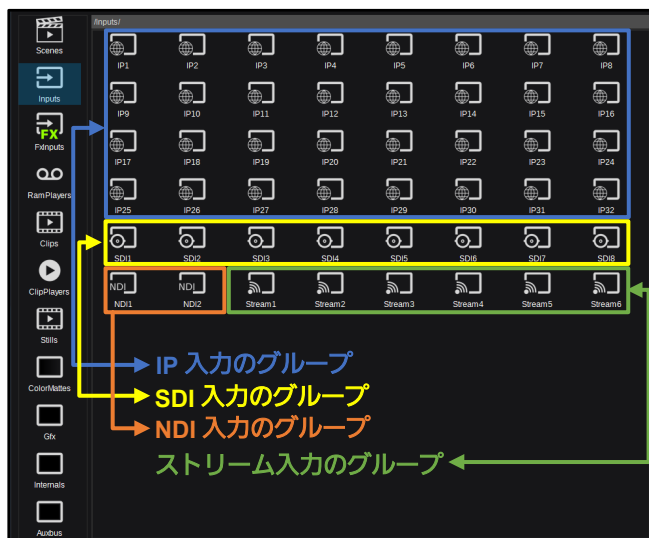 /Inputs/
Scenes
Inputs
FX
FxInputs
RamPlayers
Clips
ClipPlayers
Stills
ColorMattes
Gfx
Internals
Auxbus
IP1 IP2 IP3 IP4 IP5 IP6 IP7 IP8
IP9 IP10 IP11 IP12 IP13 IP14 IP15 IP16
IP17 IP18 IP19 IP20 IP21 IP22 IP23 IP24
IP25 IP26 IP27 IP28 IP29 IP30 IP31 IP32
SDI1 SDI2 SDI3 SDI4 SDI5 SDI6 SDI7 SDI8
NDI NDI
NDI1 NDI2 Stream1 Stream2 Stream3 Stream4 Stream5 Stream6
IP 入力のグループ
SDI 入力のグループ
NDI 入力のグループ
ストリーム入力のグループ